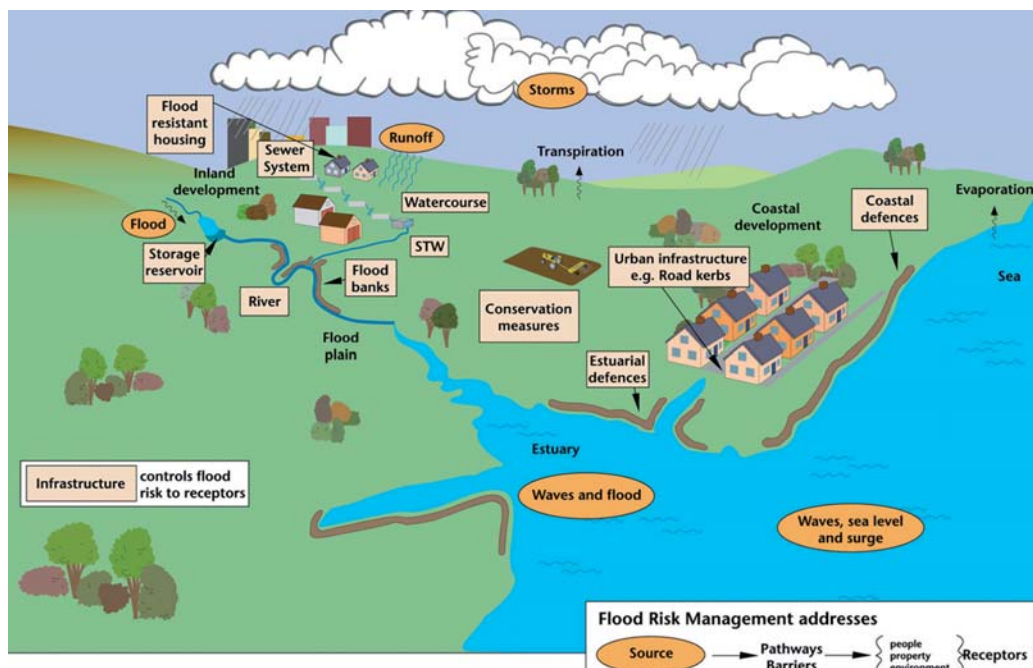 Storms
Flood
resistant
housing
Runoff
Sewer
System
Transpiration
Inland
development
Evaporation
Coastal
defences
Watercourse
Coastal
development
Flood
STW
Storage
reservoir
Urban infrastructure
e.g. Road kerbs
Sea
River
Flood
banks
Conservation
measures
Flood
plain
Estuarial
defences
Estuary
Infrastructure
controls flood
risk to receptors
Waves and flood
Waves, sea level
and surge
Flood Risk Management addresses
Source
Pathways
Barriers
people
property
environment
Receptors